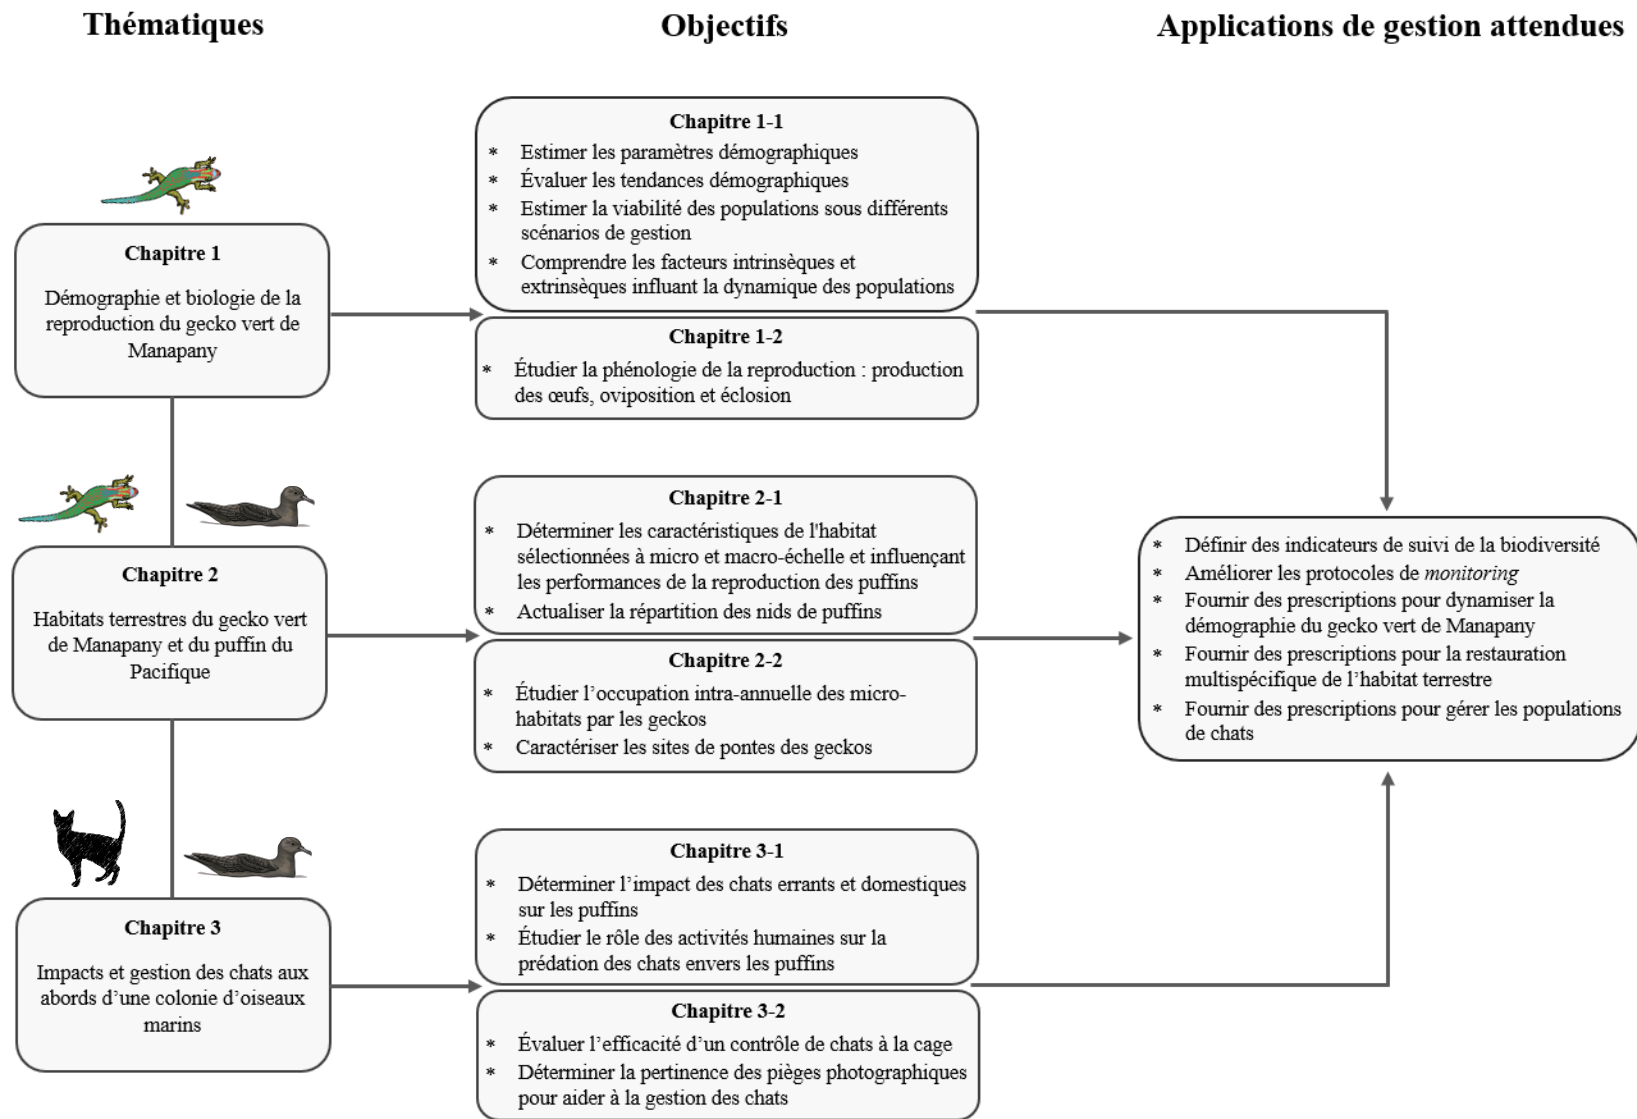 Thématiques
Objectifs
Applications de gestion attendues
Chapitre 1
Démographie et biologie de la
reproduction du gecko vert de
Manapany
Chapitre 1-1
* Estimer les paramètres démographiques
* Évaluer les tendances démographiques
* Estimer la viabilité des populations sous différents
scénarios de gestion
* Comprendre les facteurs intrinsèques et
extrinsèques influant la dynamique des populations
Chapitre 1-2
* Étudier la phénologie de la reproduction : production
des œufs, oviposition et éclosion
Chapitre 2
Habitats terrestres du gecko vert
de Manapany et du puffin du
Pacifique
Chapitre 2-1
* Déterminer les caractéristiques de l'habitat
sélectionnées à micro et macro-échelle et influençant
les performances de la reproduction des puffins
* Actualiser la répartition des nids de puffins
Chapitre 2-2
* Étudier l’occupation intra-annuelle des micro-
habitats par les geckos
* Caractériser les sites de pontes des geckos
Chapitre 3
Impacts et gestion des chats aux
abords d’une colonie d’oiseaux
marins
Chapitre 3-1
* Déterminer l’impact des chats errants et domestiques
sur les puffins
* Étudier le rôle des activités humaines sur la
prédation des chats envers les puffins
Chapitre 3-2
* Évaluer l’efficacité d’un contrôle de chats à la cage
* Déterminer la pertinence des pièges photographiques
pour aider à la gestion des chats
* Définir des indicateurs de suivi de la biodiversité
* Améliorer les protocoles de monitoring
* Fournir des prescriptions pour dynamiser la
démographie du gecko vert de Manapany
* Fournir des prescriptions pour la restauration
multispécifique de l’habitat terrestre
* Fournir des prescriptions pour gérer les populations
de chats